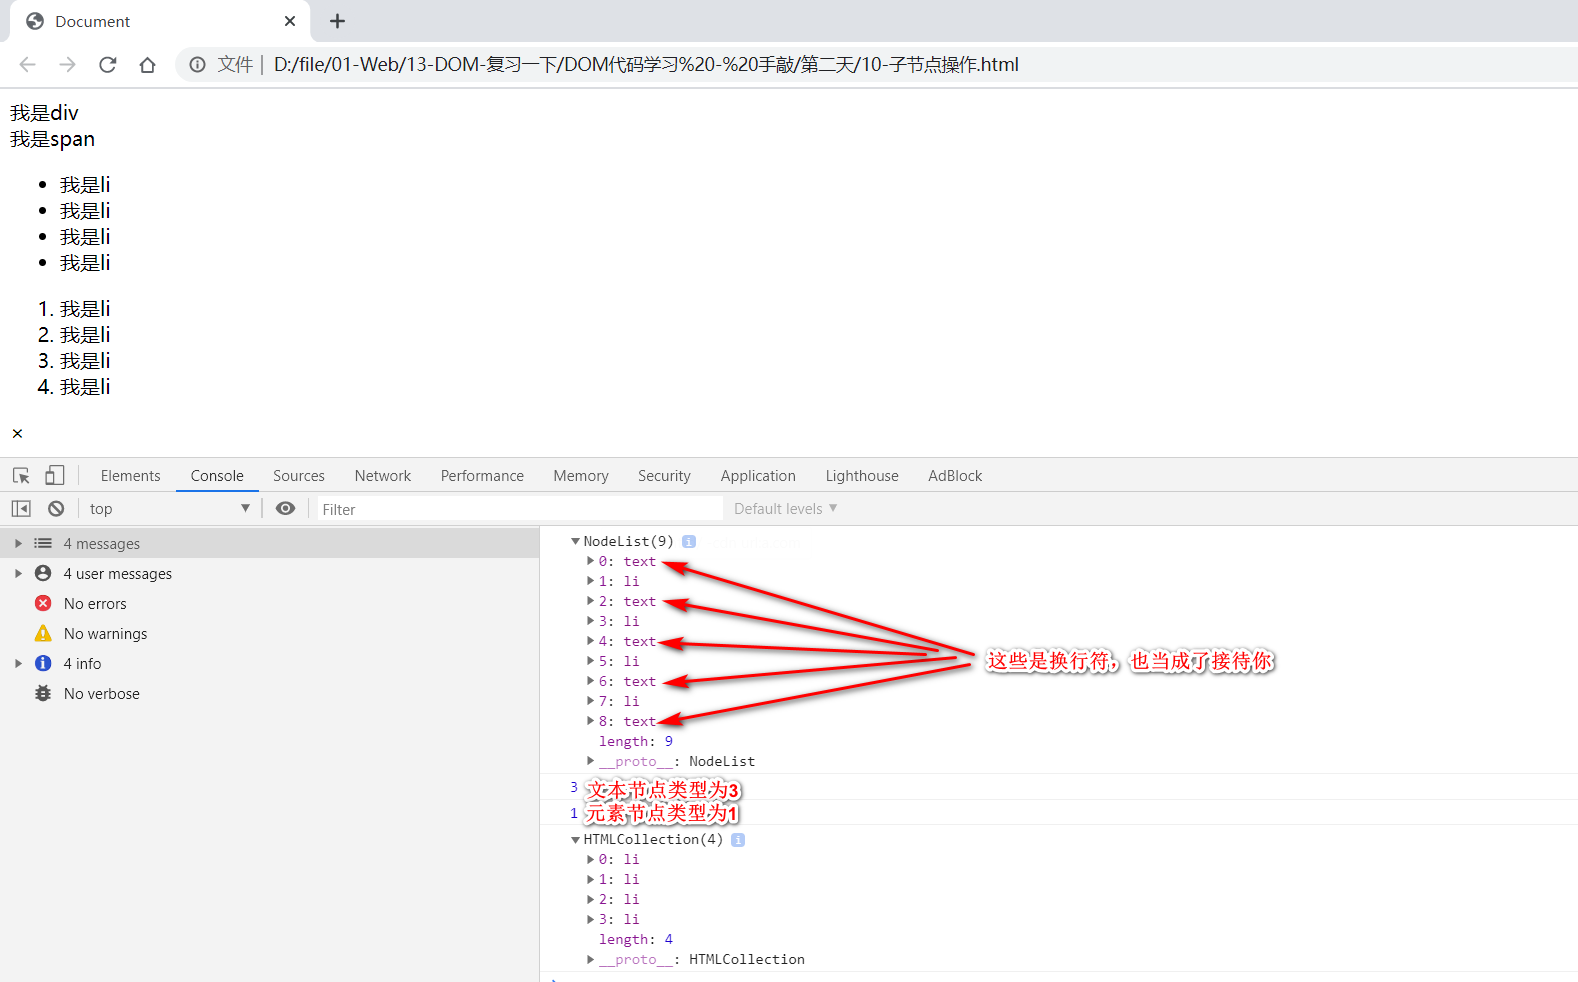 Document
文件 | D:/file/01-Web/13-DOM-复习一下/DOM代码学习%20-%20手敲/第二天/10-子节点操作.html
我是div
我是span
我是li
我是li
我是li
我是li
1. 我是li
2. 我是li
3. 我是li
4. 我是li
×
Elements Console Sources Network Performance Memory Security Application Lighthouse AdBlock
top Filter Default levels
4 messages
4 user messages
No errors
No warnings
4 info
No verbose
NodeList(9)
0: text
1: li
2: text
3: li
4: text
5: li
6: text
7: li
8: text
length: 9
__proto__: NodeList
这些是换行符，也当成了接待你
3 文本节点类型为3
1 元素节点类型为1
HTMLCollection(4)
0: li
1: li
2: li
3: li
length: 4
__proto__: HTMLCollection